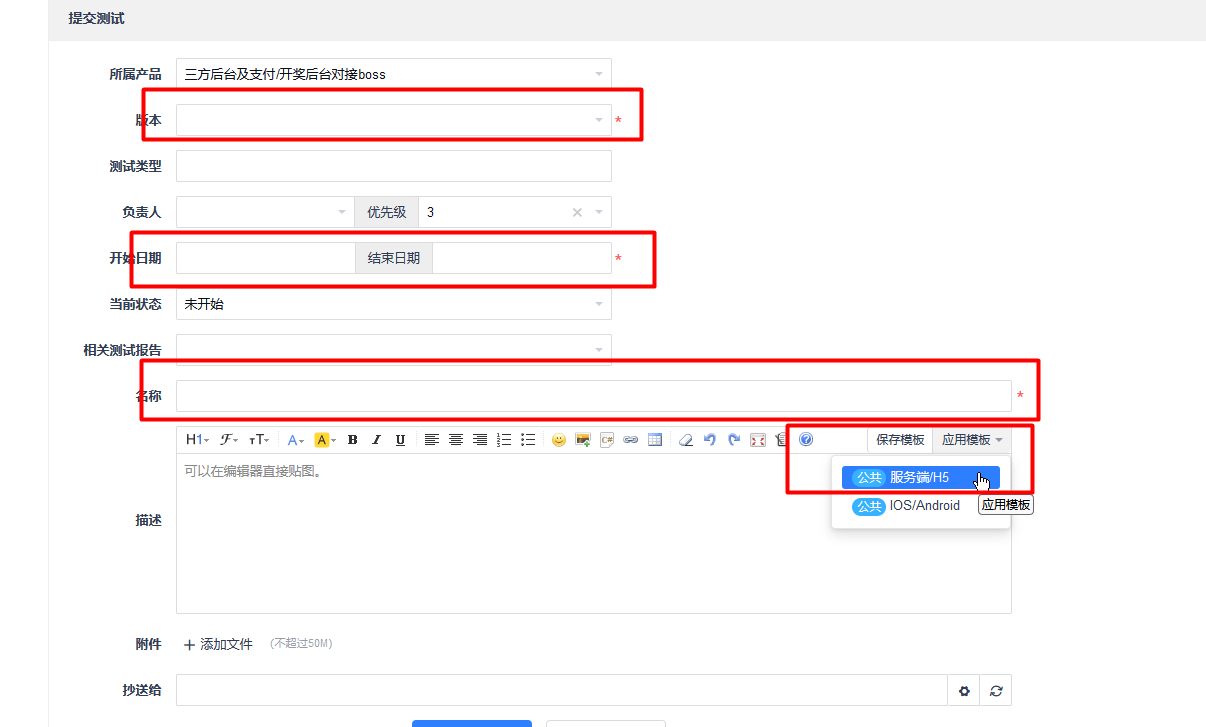 提交测试
所属产品 三方后台及支付/开奖后台对接boss
版本 *
测试类型
负责人 优先级 3
开始日期 结束日期 *
当前状态 未开始
相关测试报告
名称 *
H1 F TT A A B I U C# 保存模板 应用模板
可以在编辑器直接贴图。
公共 服务端/H5
公共 IOS/Android 应用模板
描述
附件 + 添加文件 (不超过50M)
抄送给